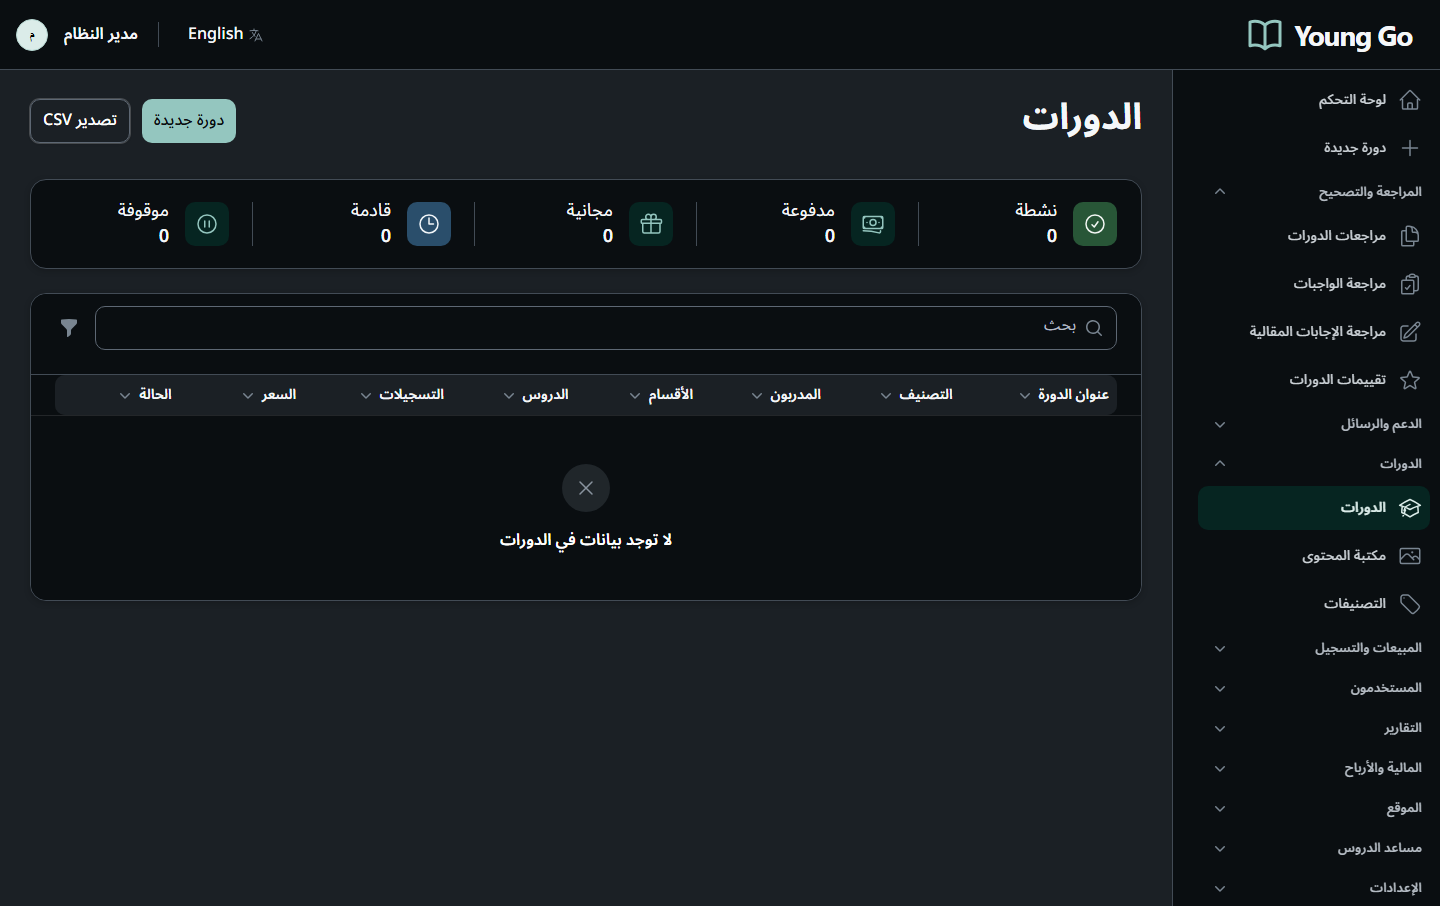 Young Go
English
مدير النظام
م
لوحة التحكم
دورة جديدة
المراجعة والتصحيح
مراجعات الدورات
مراجعة الواجبات
مراجعة الإجابات المقالية
تقييمات الدورات
الدعم والرسائل
الدورات
الدورات
مكتبة المحتوى
التصنيفات
المبيعات والتسجيل
المستخدمون
التقارير
المالية والأرباح
الموقع
مساعد الدروس
الإعدادات
الدورات
دورة جديدة
تصدير CSV
نشطة
0
مدفوعة
0
مجانية
0
قادمة
0
موقوفة
0
بحث
عنوان الدورة التصنيف المدربون الأقسام الدروس التسجيلات السعر الحالة
لا توجد بيانات في الدورات